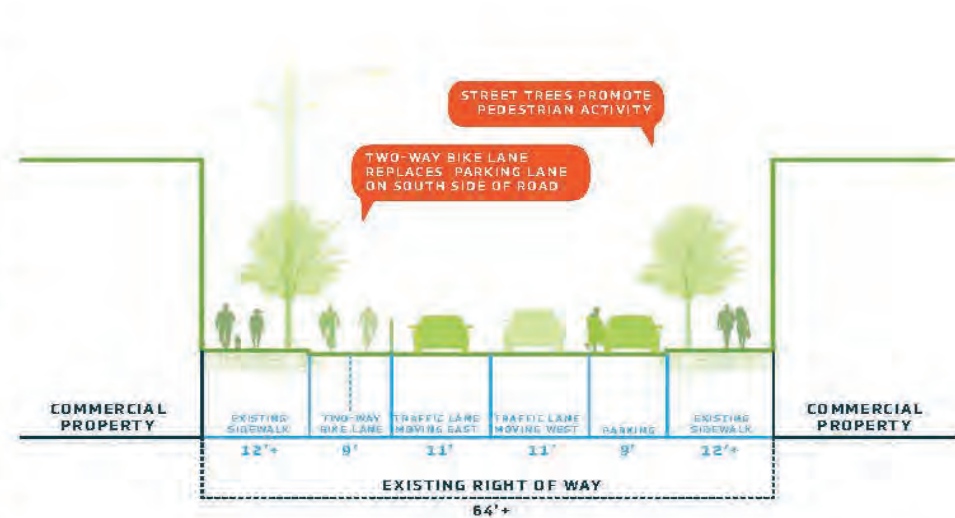 STREET TREES PROMOTE
PEDESTRIAN ACTIVITY
TWO-WAY BIKE LANE
REPLACES PARKING LANE
ON SOUTH SIDE OF ROAD
COMMERCIAL
PROPERTY
EXISTING
SIDEWALK
12'+
TWO-WAY
BIKE LANE
9'
TRAFFIC LANE
MOVING EAST
11'
TRAFFIC LANE
MOVING WEST
11'
PARKING
9'
EXISTING
SIDEWALK
12'+
COMMERCIAL
PROPERTY
EXISTING RIGHT OF WAY
64'+